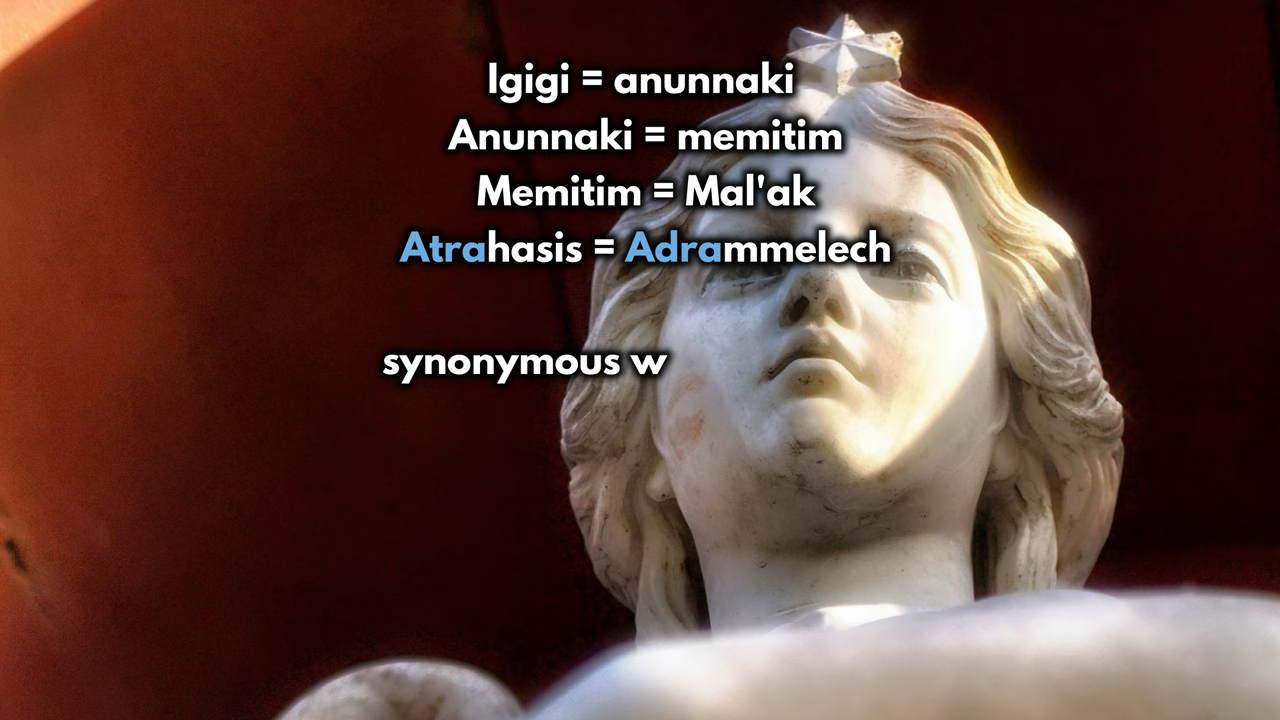 Igigi = anunnaki
Anunnaki = memitim
Memitim = Mal'ak
Atrahasis = Adrammelech
synonymous w